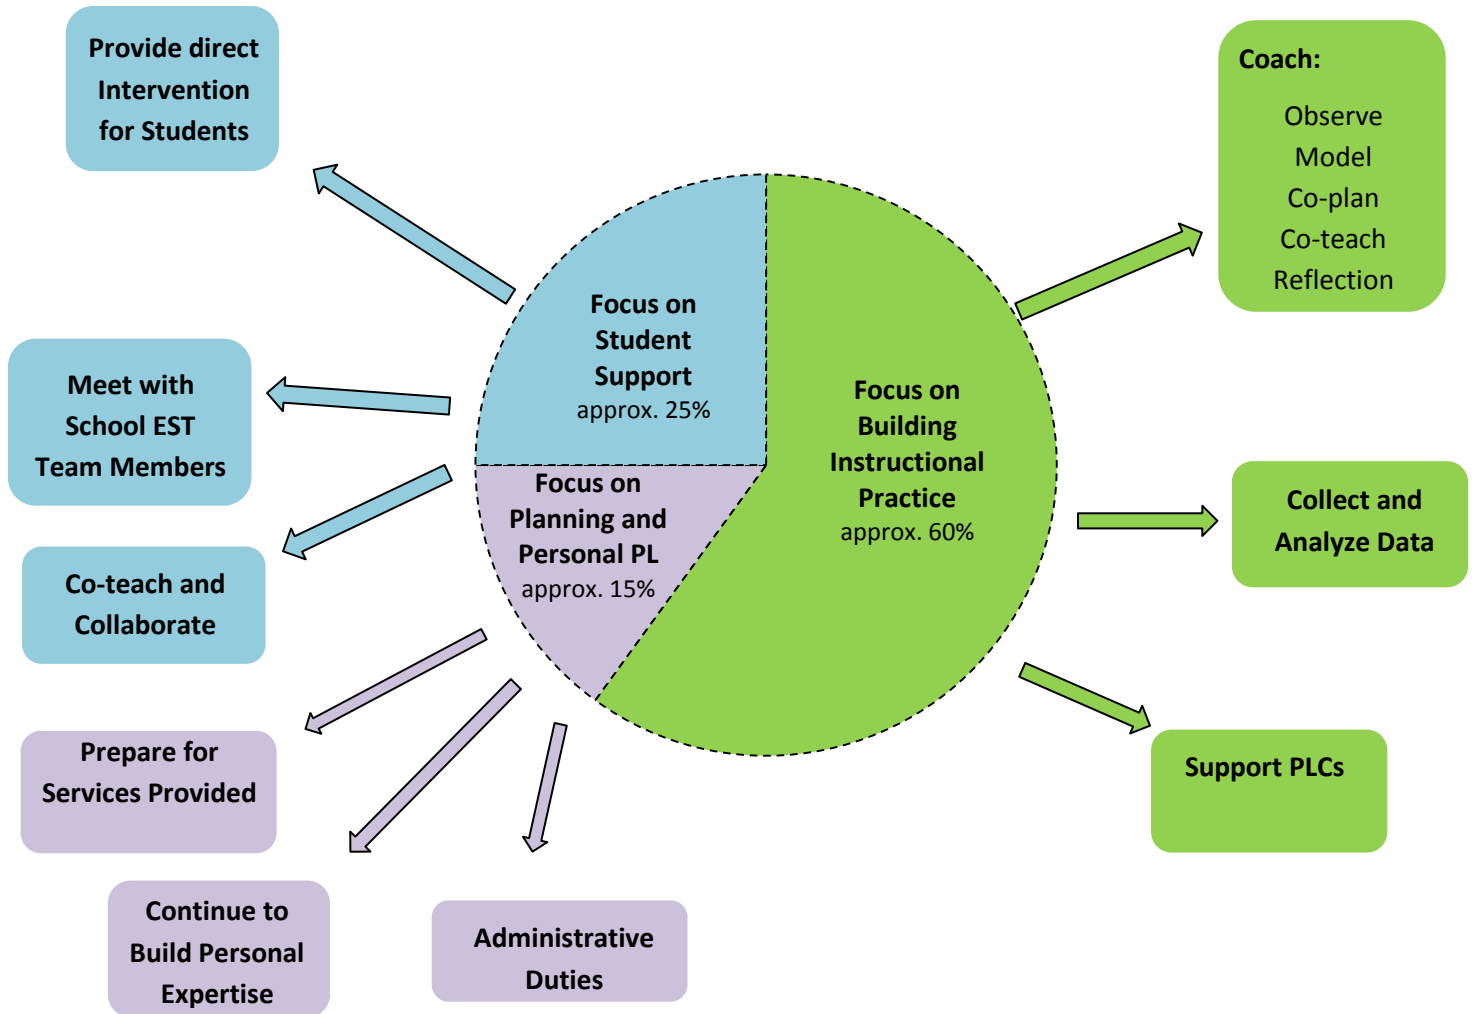 Provide direct
Intervention
for Students
Meet with
School EST
Team Members
Co-teach and
Collaborate
Prepare for
Services Provided
Continue to
Build Personal
Expertise
Administrative
Duties
Focus on
Student
Support
approx. 25%
Focus on
Planning and
Personal PL
approx. 15%
Focus on
Building
Instructional
Practice
approx. 60%
Coach:
Observe
Model
Co-plan
Co-teach
Reflection
Collect and
Analyze Data
Support PLCs